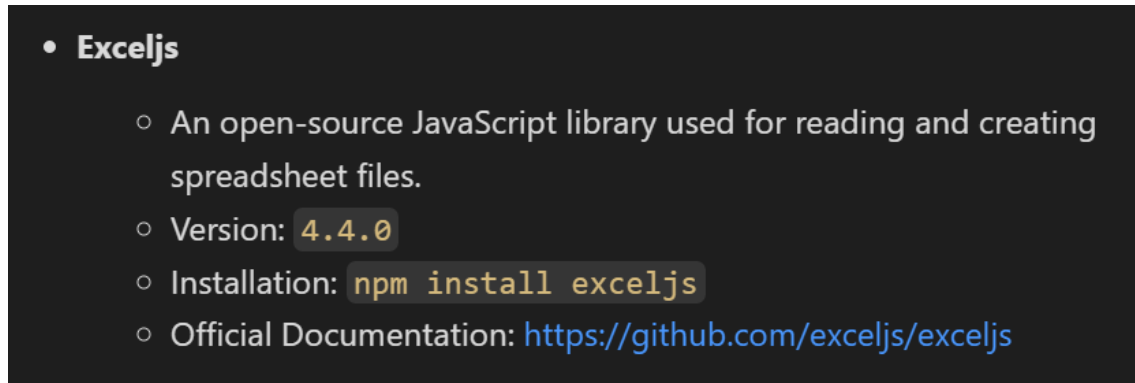 • Exceljs
◦ An open-source JavaScript library used for reading and creating
spreadsheet files.
◦ Version: 4.4.0
◦ Installation: npm install exceljs
◦ Official Documentation: https://github.com/exceljs/exceljs